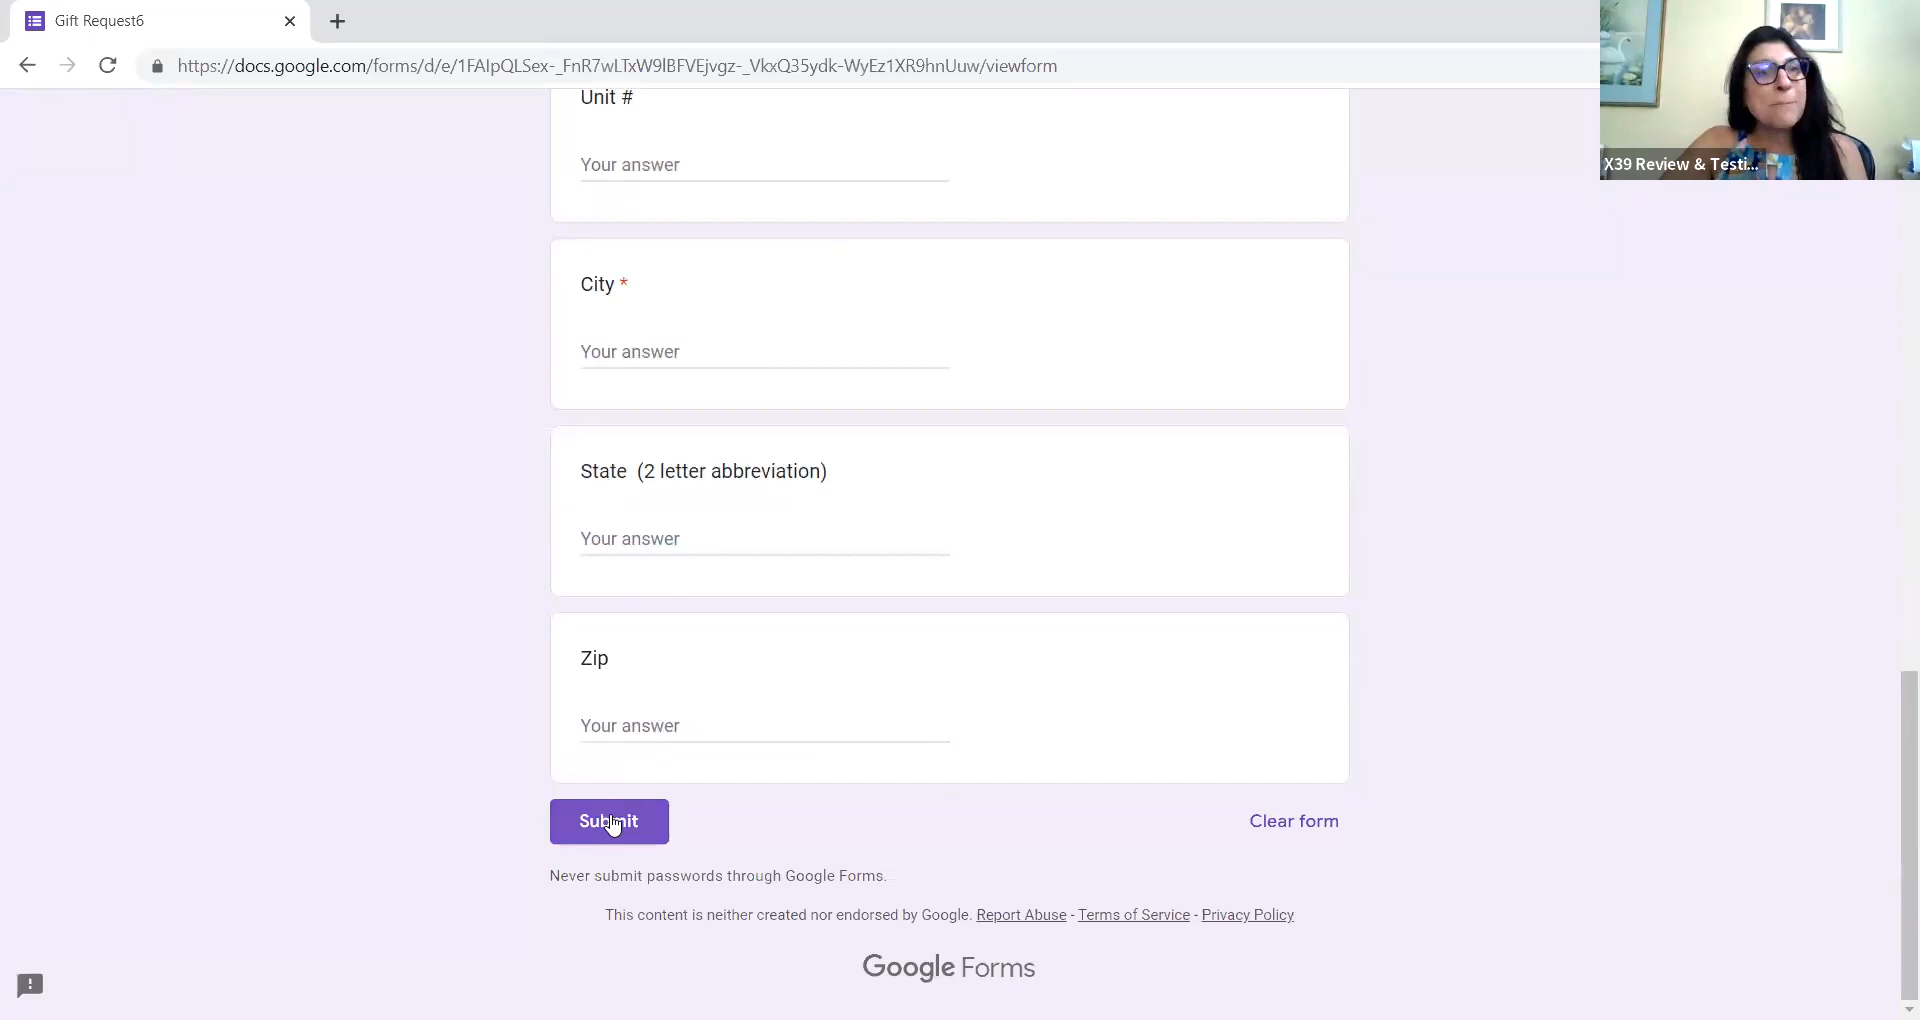 Gift Request6
https://docs.google.com/forms/d/e/1FAIpQLSex-_FnR7wLTxW9lBFVEjvgz-_VkxQ35ydk-WyEz1XR9hnUuw/viewform
X39 Review & Testi...
Unit #
Your answer
City *
Your answer
State (2 letter abbreviation)
Your answer
Zip
Your answer
Submit
Clear form
Never submit passwords through Google Forms.
This content is neither created nor endorsed by Google. Report Abuse - Terms of Service - Privacy Policy
Google Forms